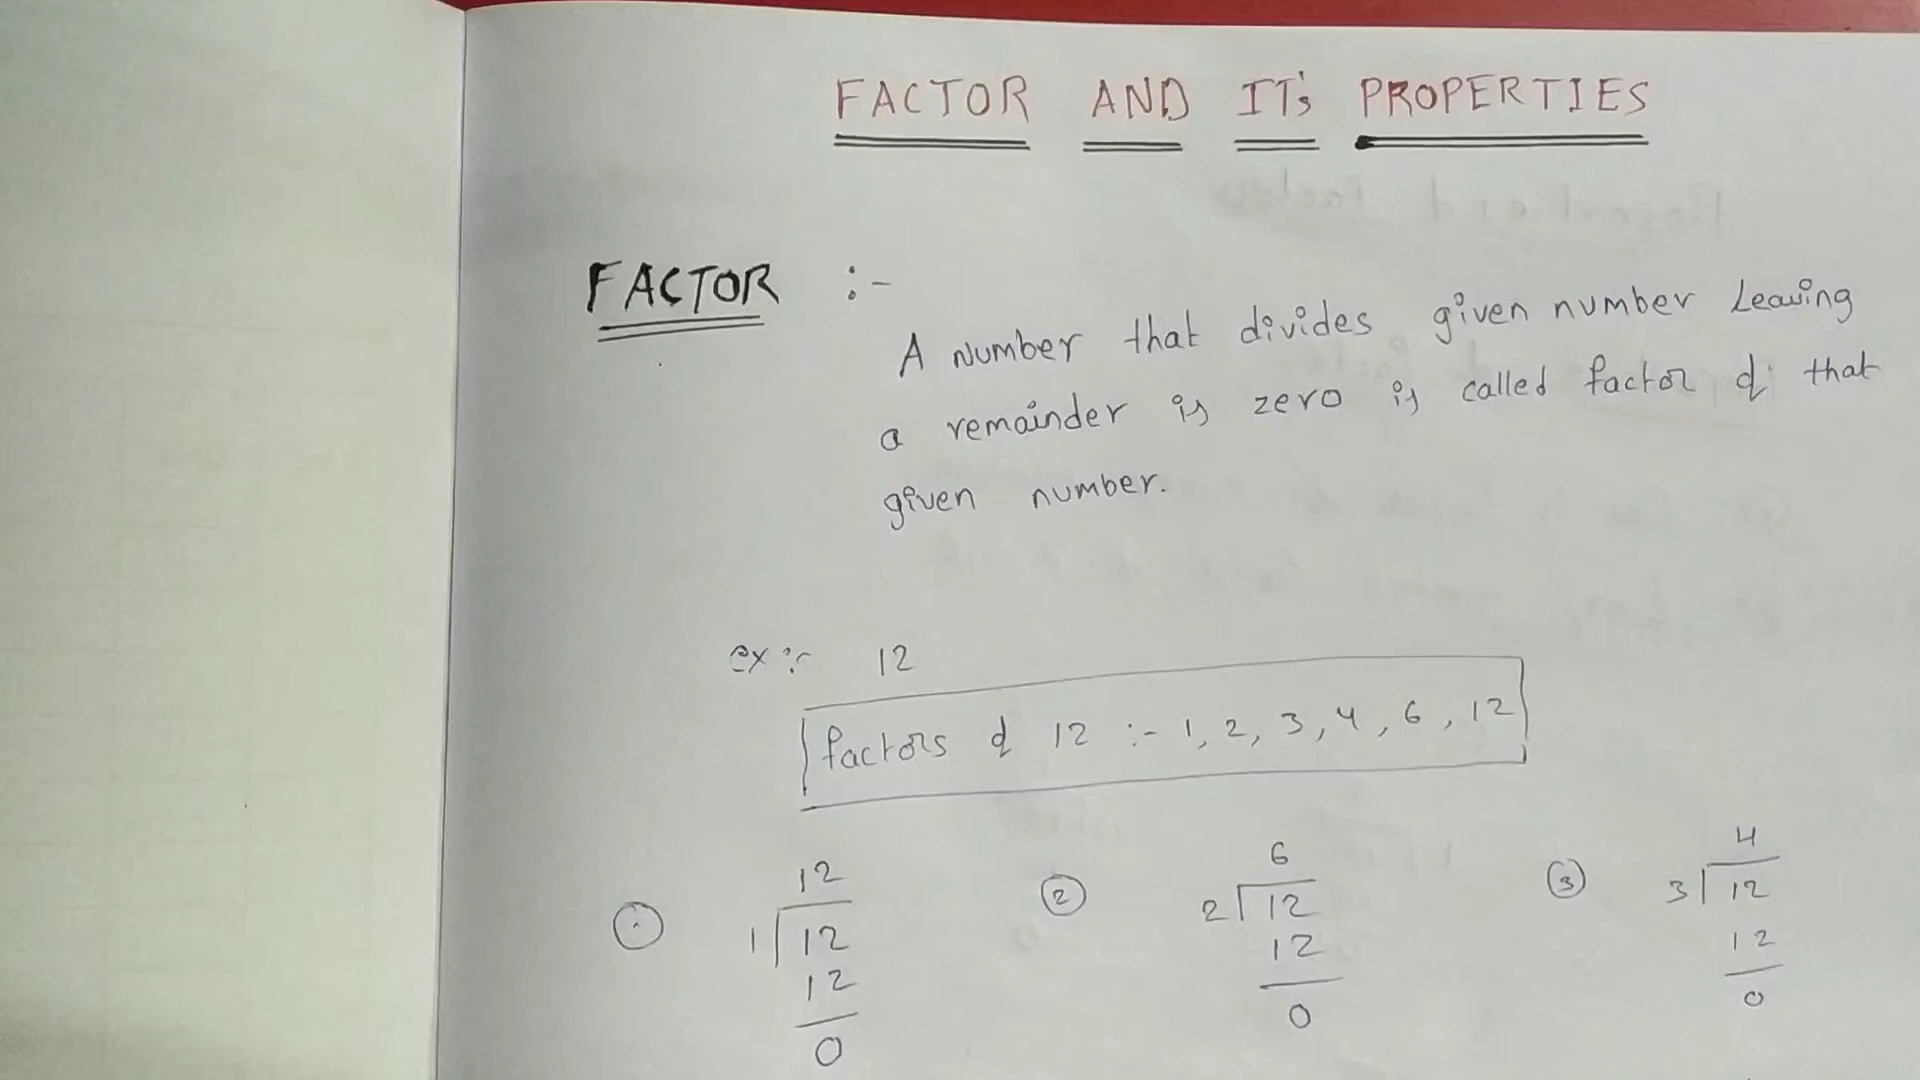 FACTOR AND IT's PROPERTIES
FACTOR :-
A number that divides given number Leaving
a remainder is zero is called factor of that
given number.
ex :- 12
factors of 12 :- 1, 2, 3, 4, 6, 12
12
1 12
12
0
2
6
2 12
12
0
3
4
3 12
12
0